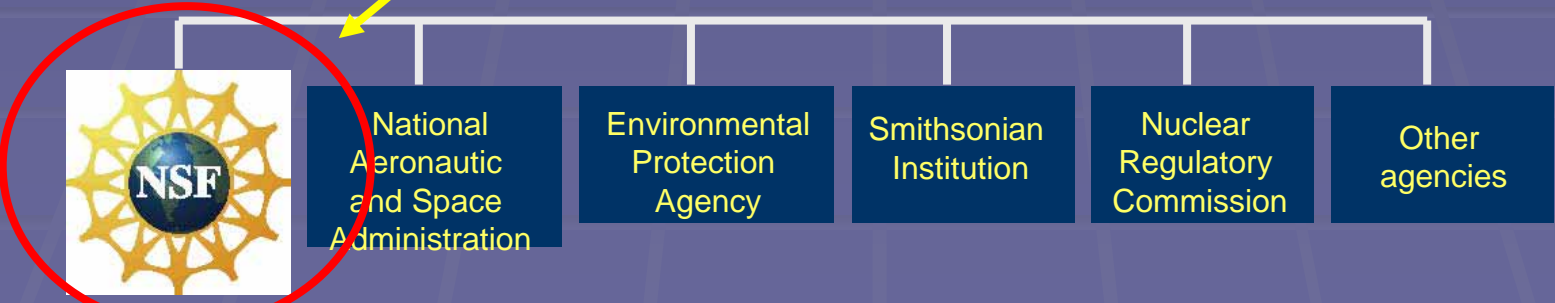 NSF
National
Aeronautic
and Space
Administration
Environmental
Protection
Agency
Smithsonian
Institution
Nuclear
Regulatory
Commission
Other
agencies